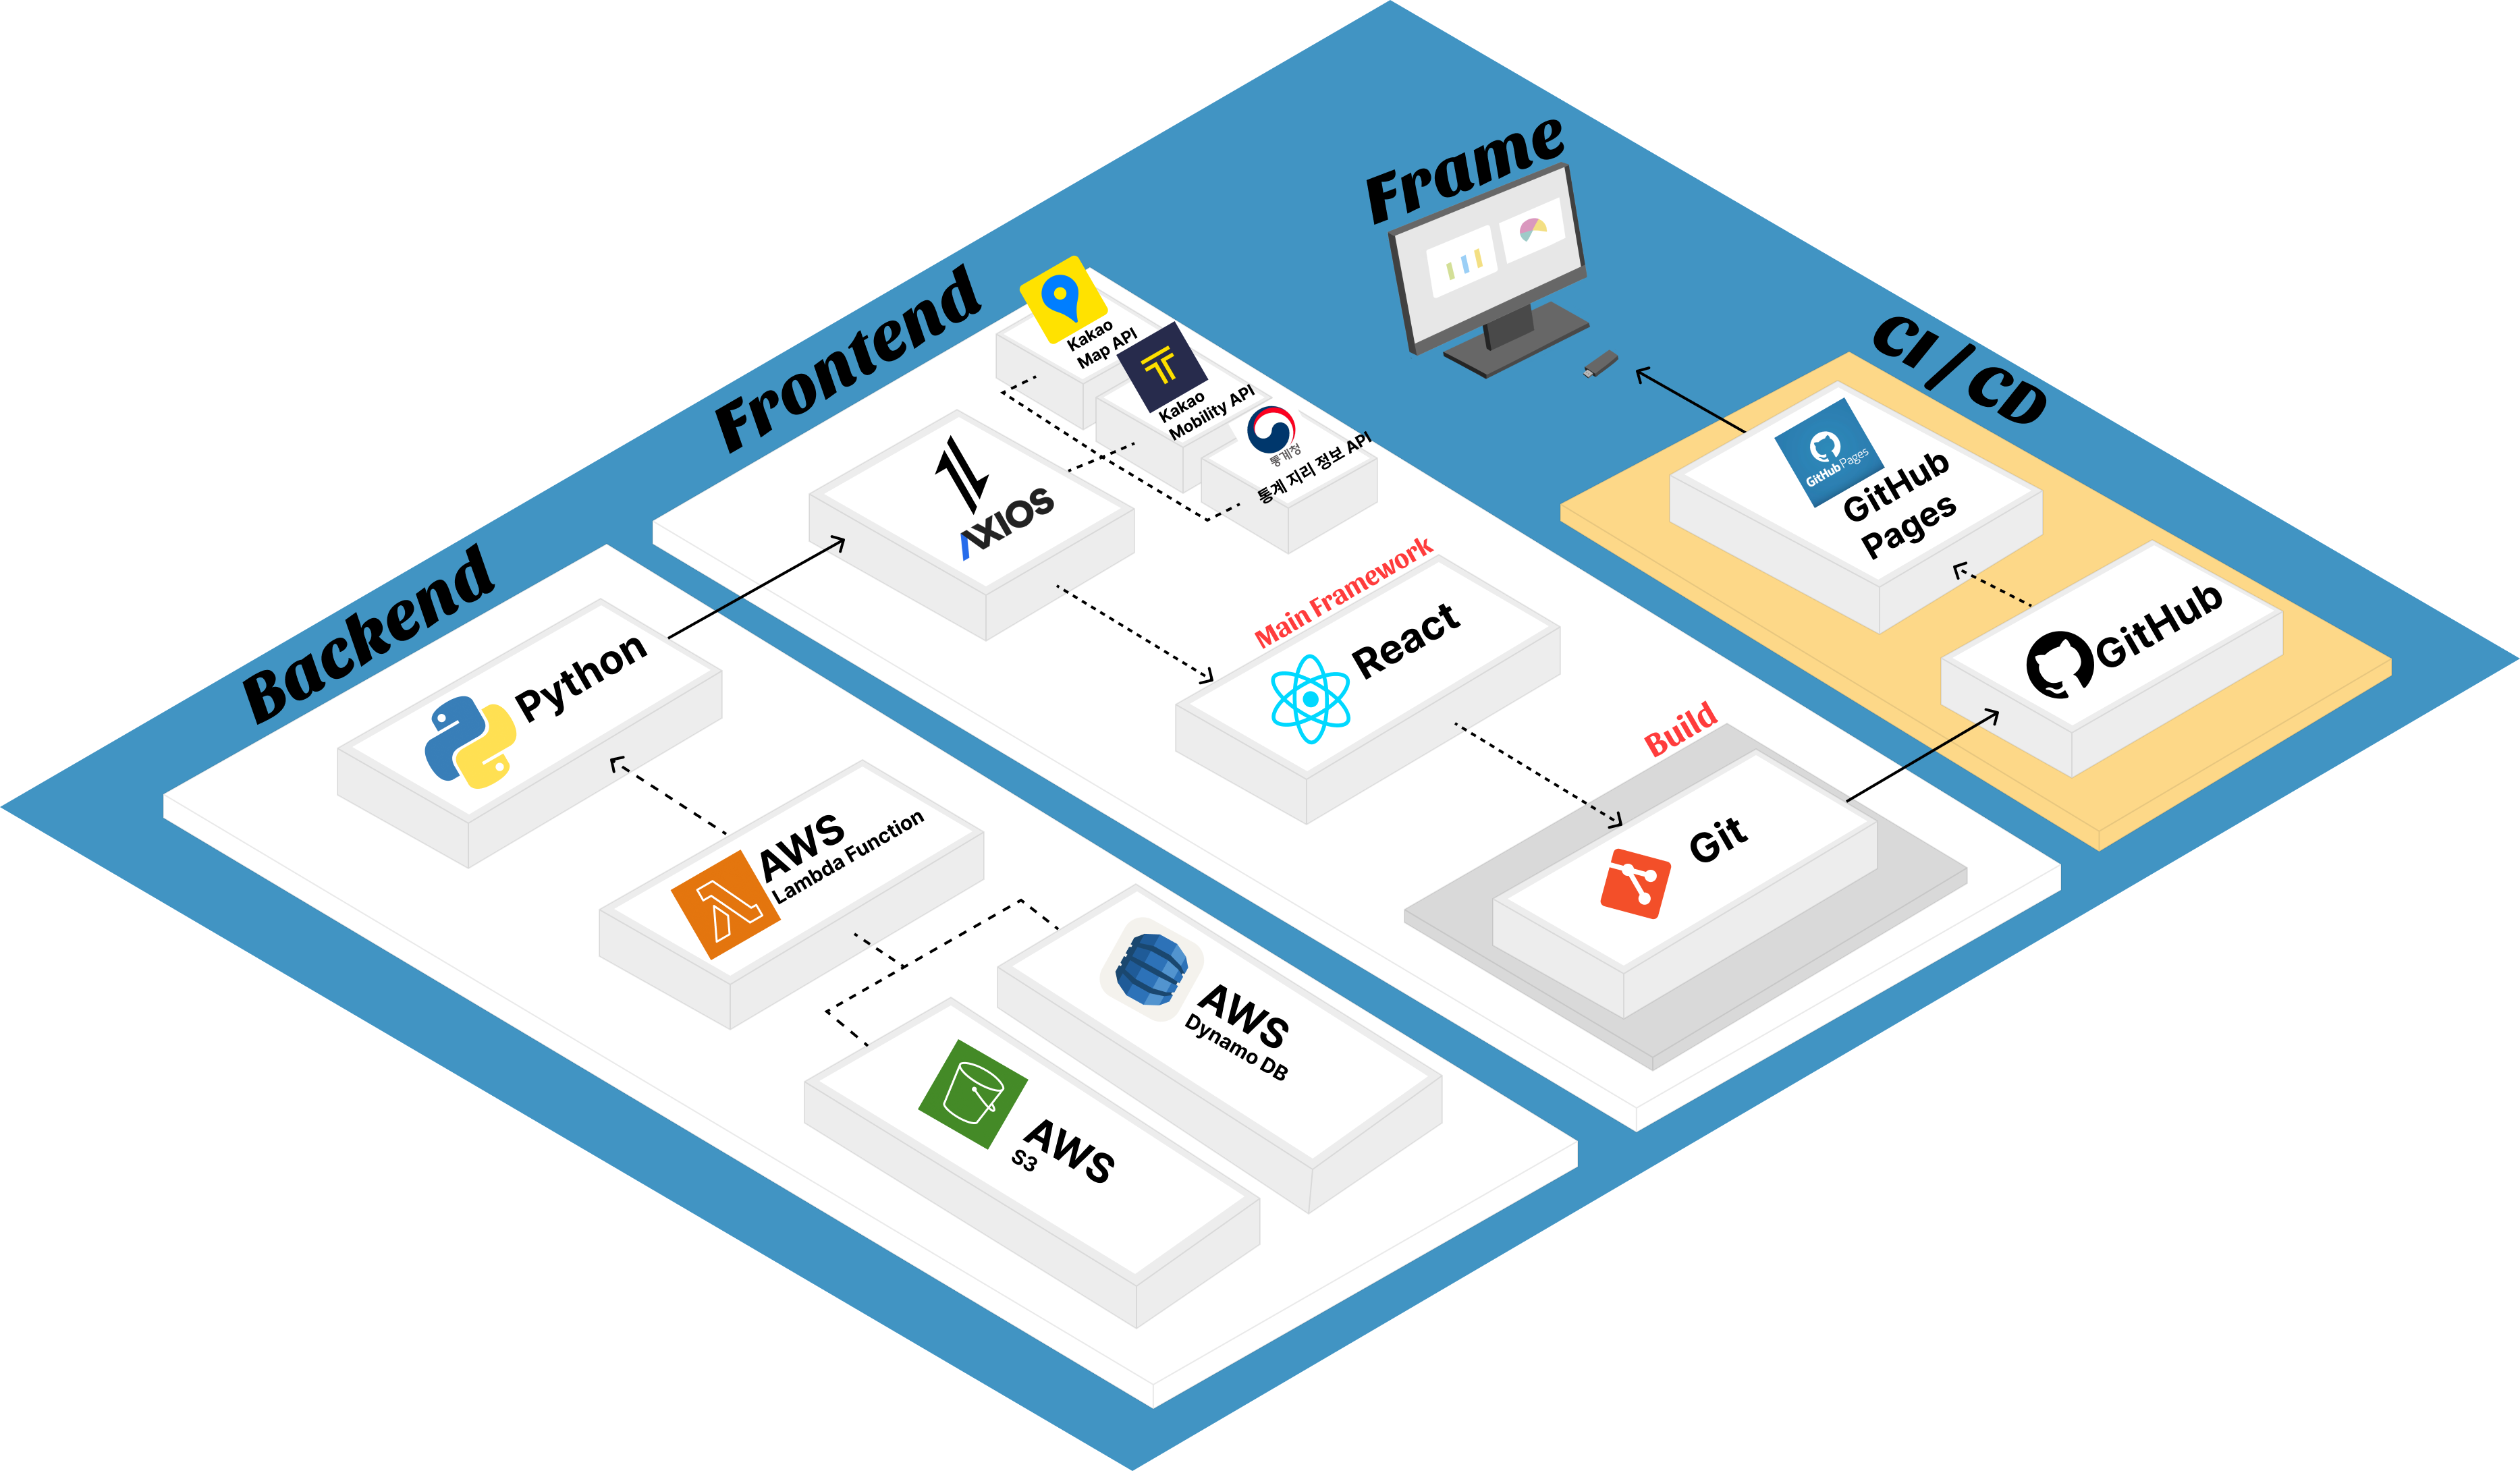 Frame
CI/CD
Frontend
Kakao
Map API
Kakao
Mobility API
통계청
통계 지리 정보 API
AXIOS
Main Framework
React
Build
Git
GitHub Pages
GitHub
Pages
GitHub
Backend
Python
AWS
Lambda Function
AWS
Dynamo DB
AWS
S3